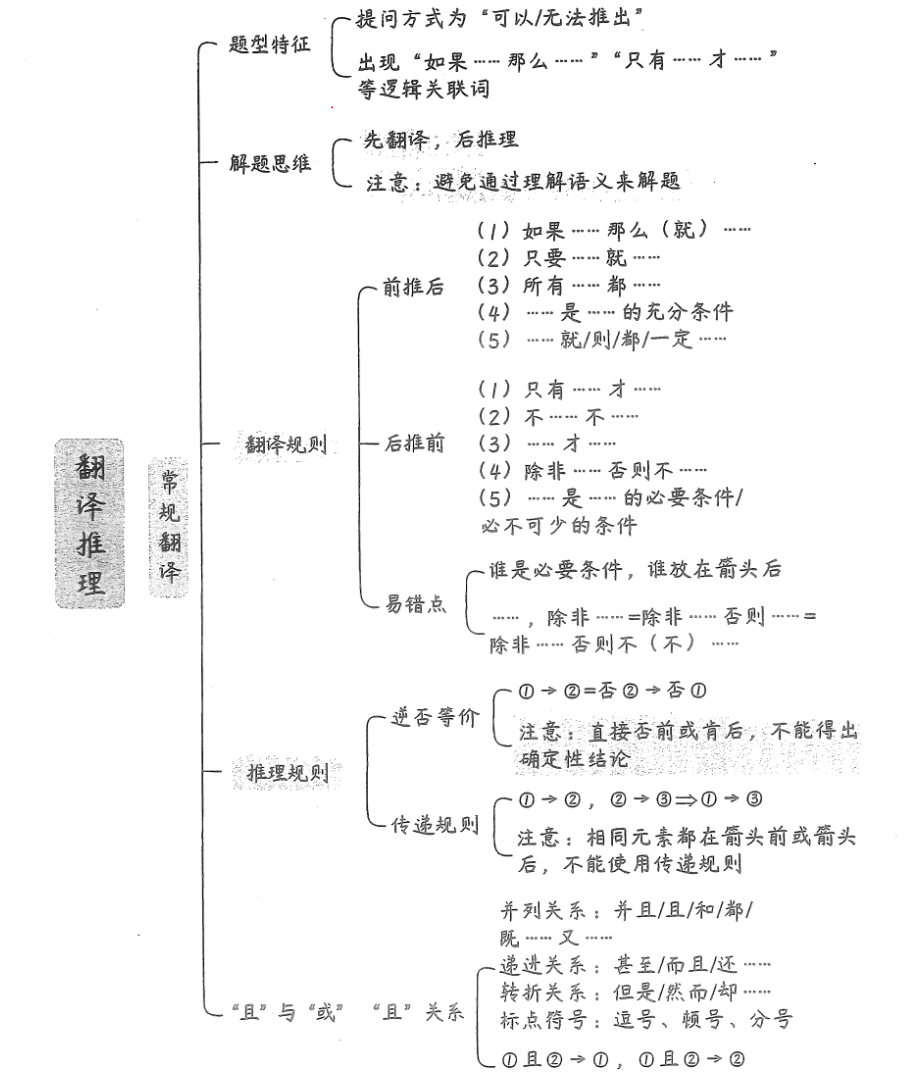 翻译推理
常规翻译
题型特征
提问方式为“可以/无法推出”
出现“如果……那么……”“只有……才……”
等逻辑关联词
解题思维
先翻译，后推理
注意：避免通过理解语义来解题
翻译规则
前推后
(1) 如果……那么（就）……
(2) 只要……就……
(3) 所有……都……
(4) ……是……的充分条件
(5) ……就/则/都/一定……
后推前
(1) 只有……才……
(2) 不……不……
(3) ……才……
(4) 除非……否则不……
(5) ……是……的必要条件/
必不可少的条件
易错点
谁是必要条件，谁放在箭头后
……，除非……=除非……否则……=
除非……否则不（不）……
推理规则
逆否等价
①→②=否②→否①
注意：直接否前或肯后，不能得出
确定性结论
传递规则
①→②，②→③⇒①→③
注意：相同元素都在箭头前或箭头
后，不能使用传递规则
“且”与“或”
“且”关系
并列关系：并且/且/和/都/
既……又……
递进关系：甚至/而且/还……
转折关系：但是/然而/却……
标点符号：逗号、顿号、分号
①且②→①，①且②→②